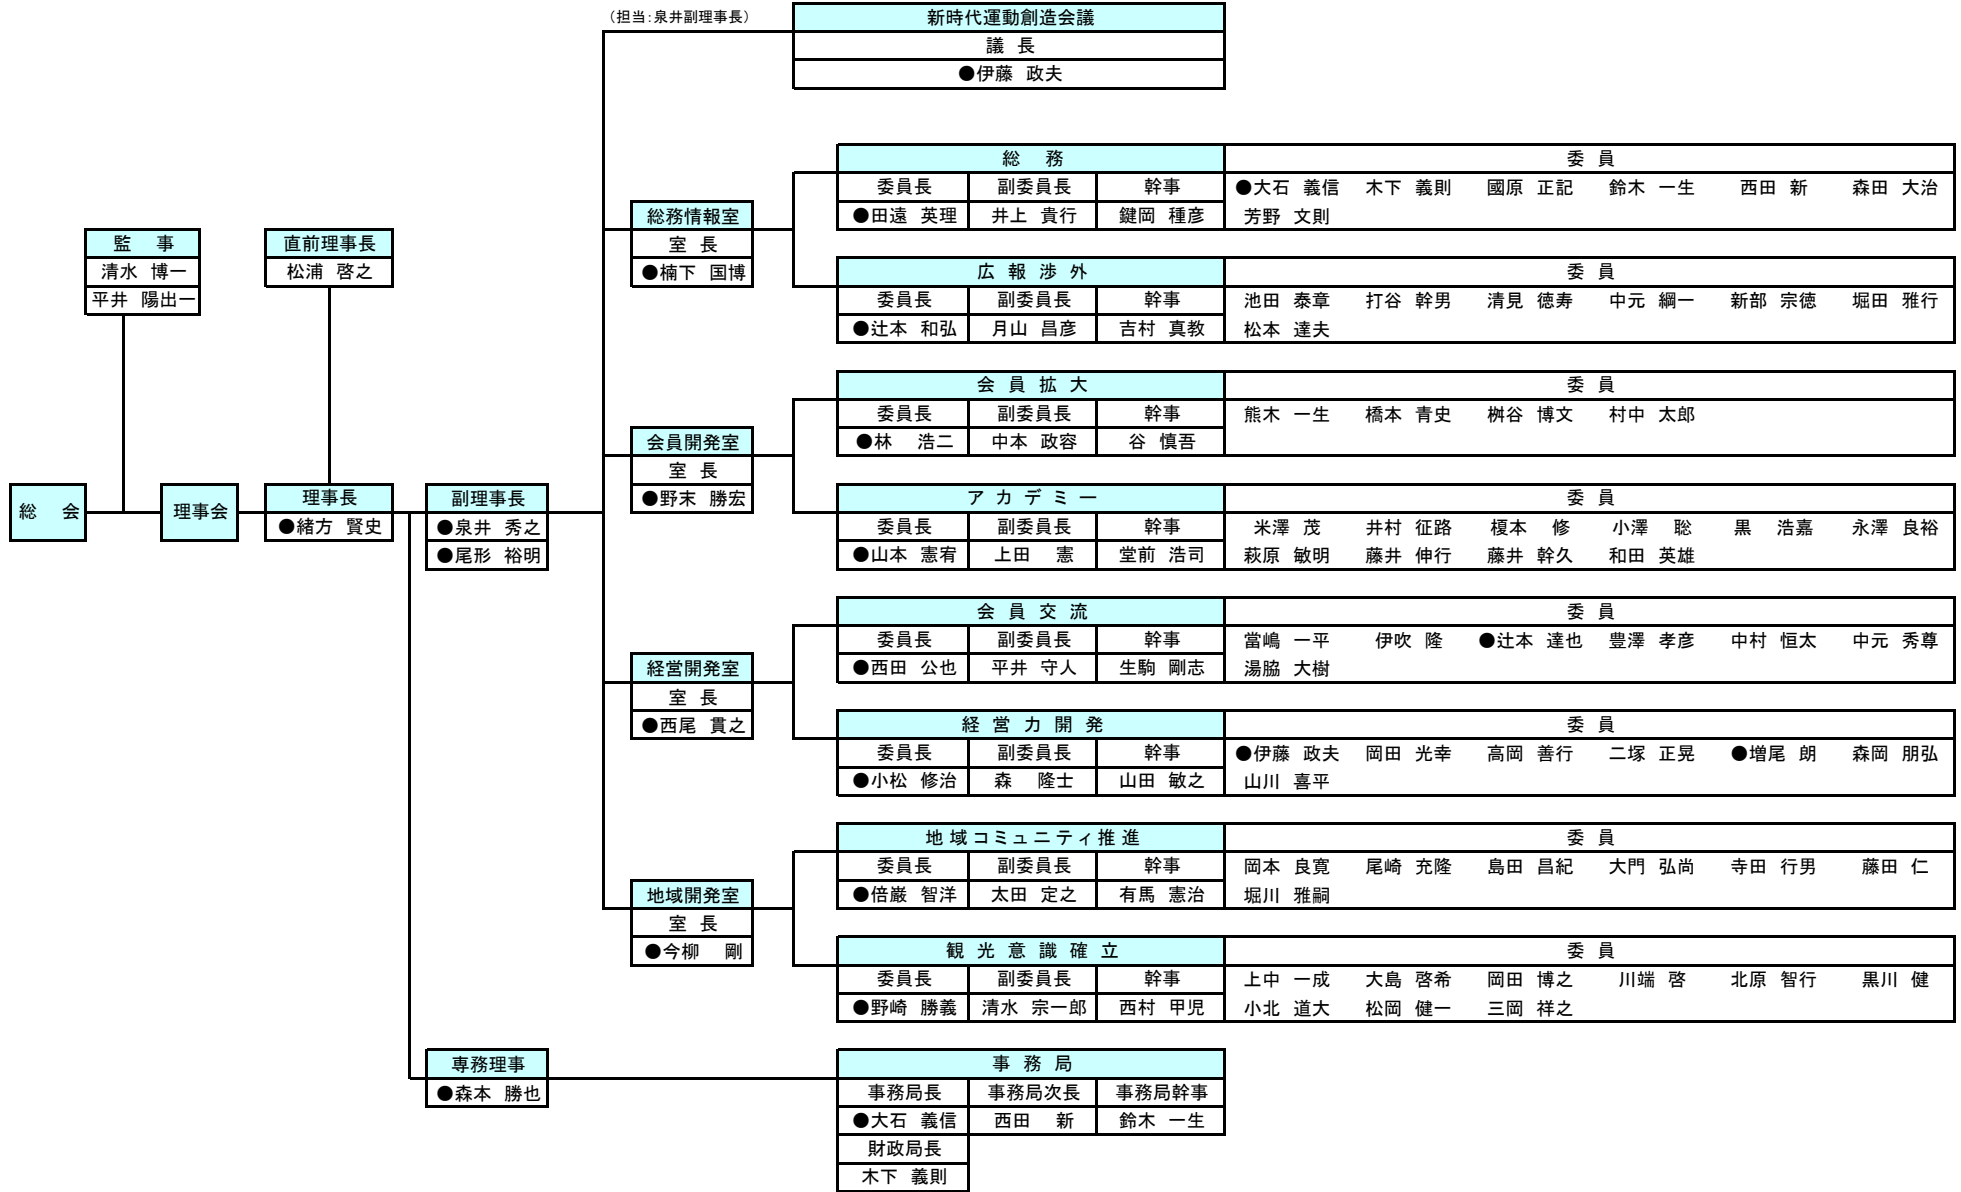 （担当：泉井副理事長）
新時代運動創造会議
議 長
●伊藤 政夫
総 務 委 員
委員長 副委員長 幹事 ●大石 義信 木下 義則 國原 正記 鈴木 一生 西田 新 森田 大治
●田遠 英理 井上 貴行 鍵岡 種彦 芳野 文則
総務情報室
室 長
●楠下 国博
広 報 渉 外 委 員
委員長 副委員長 幹事 池田 泰章 打谷 幹男 清見 徳寿 中元 綱一 新部 宗徳 堀田 雅行
●辻本 和弘 月山 昌彦 吉村 真教 松本 達夫
監 事
清水 博一
平井 陽出一
直前理事長
松浦 啓之
会 員 拡 大 委 員
委員長 副委員長 幹事 熊木 一生 橋本 青史 桝谷 博文 村中 太郎
●林 浩二 中本 政容 谷 慎吾
会員開発室
室 長
●野末 勝宏
総 会
理事会
理事長
●緒方 賢史
副理事長
●泉井 秀之
●尾形 裕明
ア カ デ ミ ー 委 員
委員長 副委員長 幹事 米澤 茂 井村 征路 榎本 修 小澤 聡 黒 浩嘉 永澤 良裕
●山本 憲宥 上田 憲 堂前 浩司 萩原 敏明 藤井 伸行 藤井 幹久 和田 英雄
会 員 交 流 委 員
委員長 副委員長 幹事 當嶋 一平 伊吹 隆 ●辻本 達也 豊澤 孝彦 中村 恒太 中元 秀尊
●西田 公也 平井 守人 生駒 剛志 湯脇 大樹
経営開発室
室 長
●西尾 貫之
経 営 力 開 発 委 員
委員長 副委員長 幹事 ●伊藤 政夫 岡田 光幸 高岡 善行 二塚 正晃 ●増尾 朗 森岡 朋弘
●小松 修治 森 隆士 山田 敏之 山川 喜平
地域コミュニティ推進 委 員
委員長 副委員長 幹事 岡本 良寛 尾崎 充隆 島田 昌紀 大門 弘尚 寺田 行男 藤田 仁
●倍巌 智洋 太田 定之 有馬 憲治 堀川 雅嗣
地域開発室
室 長
●今柳 剛
観 光 意 識 確 立 委 員
委員長 副委員長 幹事 上中 一成 大島 啓希 岡田 博之 川端 啓 北原 智行 黒川 健
●野崎 勝義 清水 宗一郎 西村 甲児 小北 道大 松岡 健一 三岡 祥之
専務理事
●森本 勝也
事 務 局
事務局長 事務局次長 事務局幹事
●大石 義信 西田 新 鈴木 一生
財政局長
木下 義則